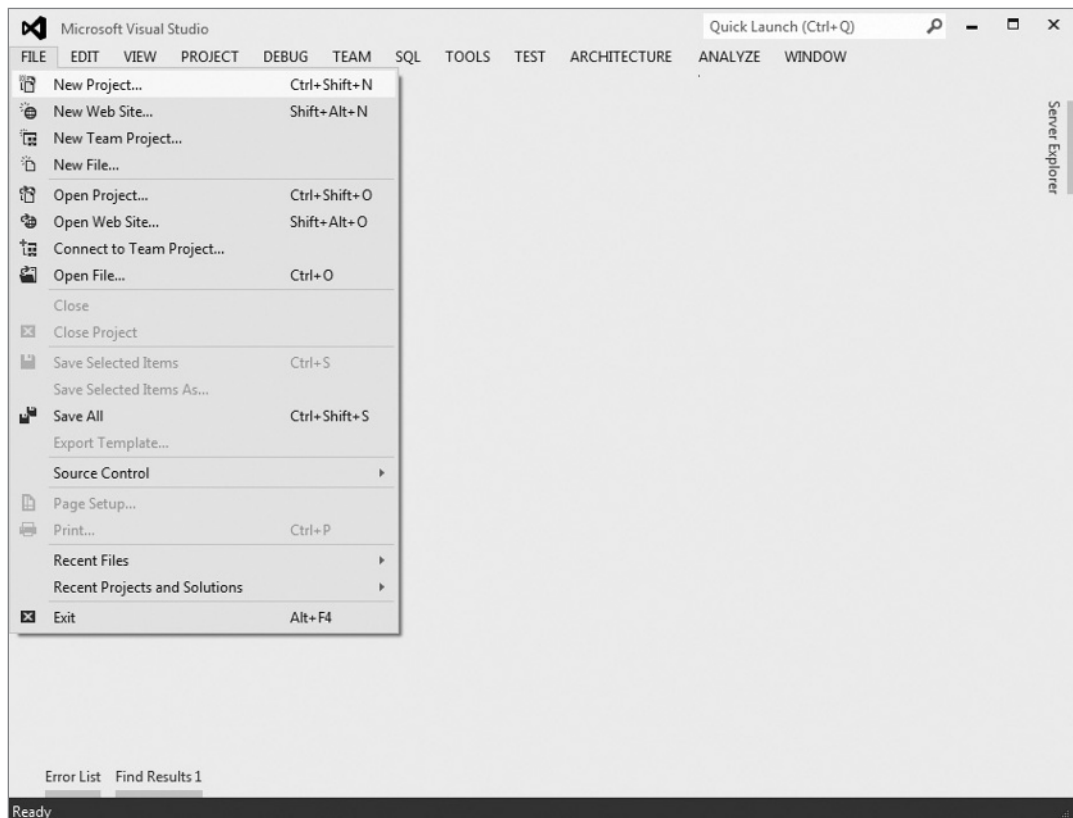 Microsoft Visual Studio
Quick Launch (Ctrl+Q)
FILE EDIT VIEW PROJECT DEBUG TEAM SQL TOOLS TEST ARCHITECTURE ANALYZE WINDOW
New Project... Ctrl+Shift+N
New Web Site... Shift+Alt+N
New Team Project...
New File...
Open Project... Ctrl+Shift+O
Open Web Site... Shift+Alt+O
Connect to Team Project...
Open File... Ctrl+O
Close
Close Project
Save Selected Items Ctrl+S
Save Selected Items As...
Save All Ctrl+Shift+S
Export Template...
Source Control
Page Setup...
Print... Ctrl+P
Recent Files
Recent Projects and Solutions
Exit Alt+F4
Server Explorer
Error List Find Results 1
Ready